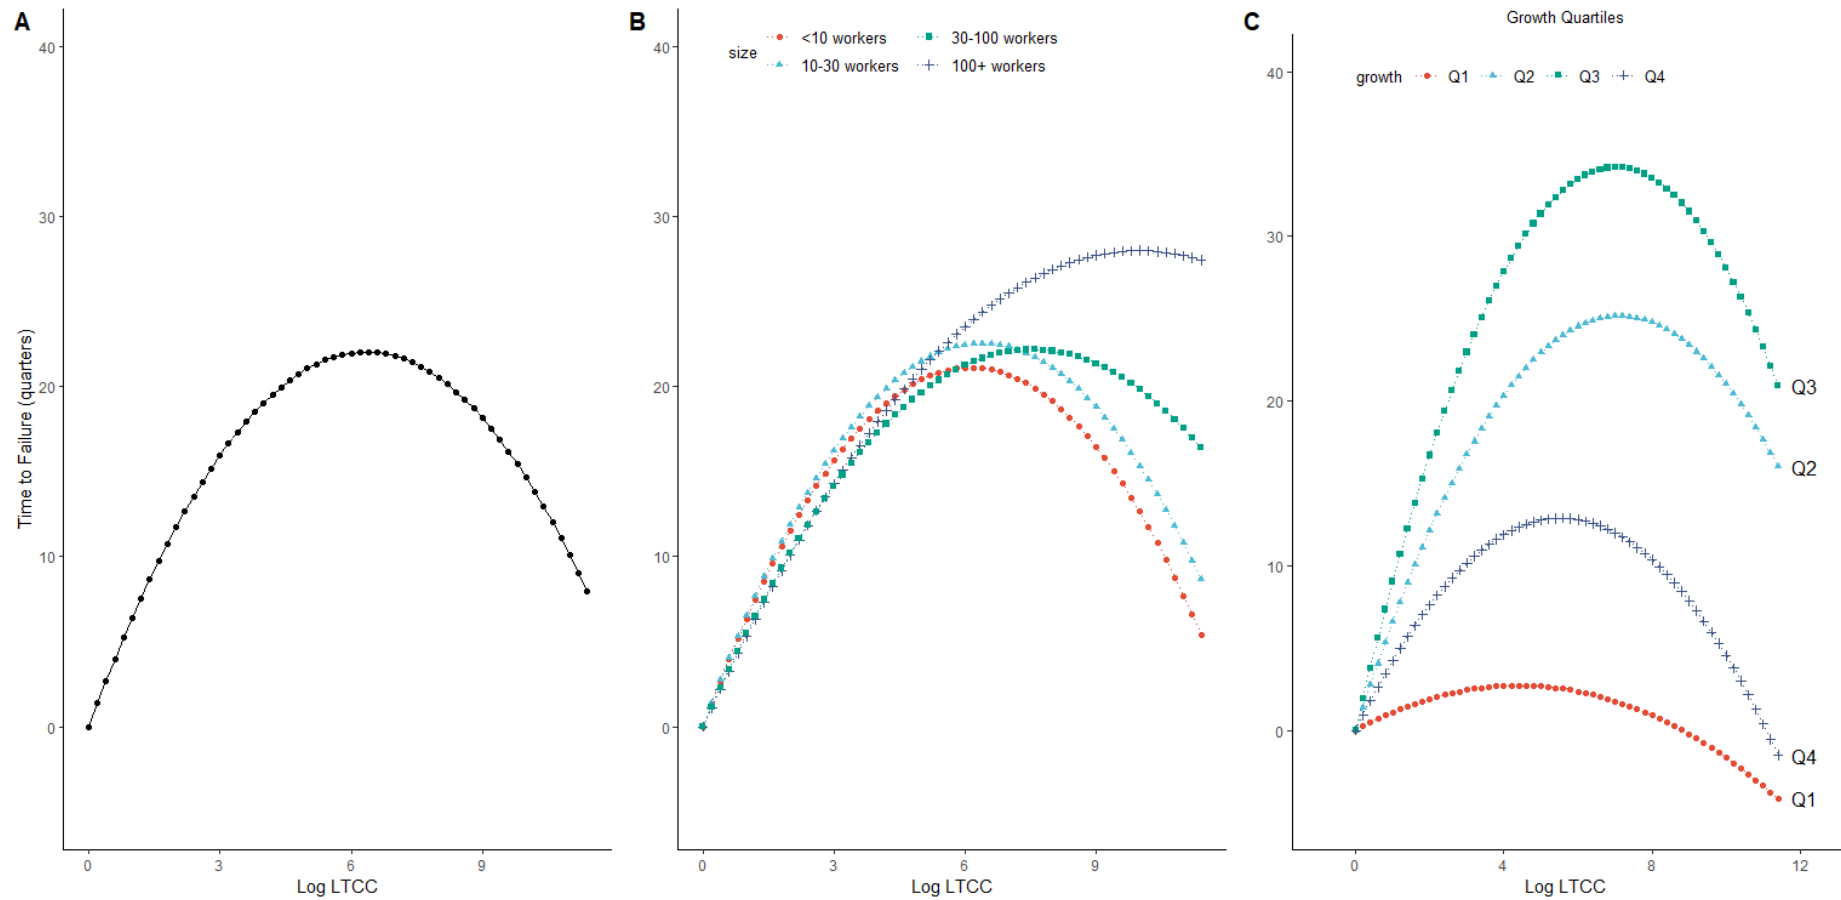 A
40
30
20
10
0
Time to Failure (quarters)
0 3 6 9
Log LTCC
B
size
<10 workers 30-100 workers
10-30 workers 100+ workers
40
30
20
10
0
0 3 6 9
Log LTCC
C
Growth Quartiles
growth Q1 Q2 Q3 Q4
40
30
20
10
0
Q3
Q2
Q4
Q1
0 4 8 12
Log LTCC